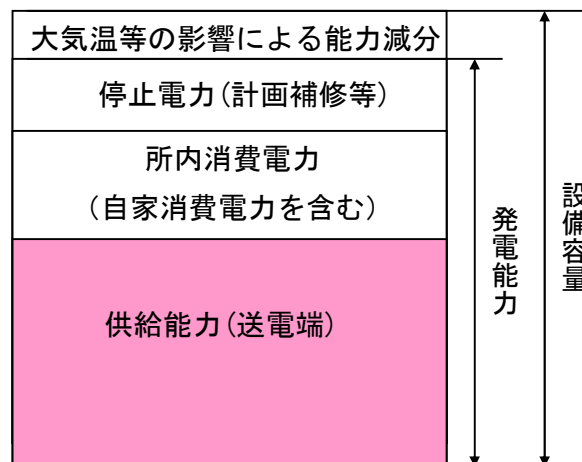 大気温等の影響による能力減分
停止電力(計画補修等)
所内消費電力
(自家消費電力を含む)
供給能力(送電端)
発電能力
設備容量